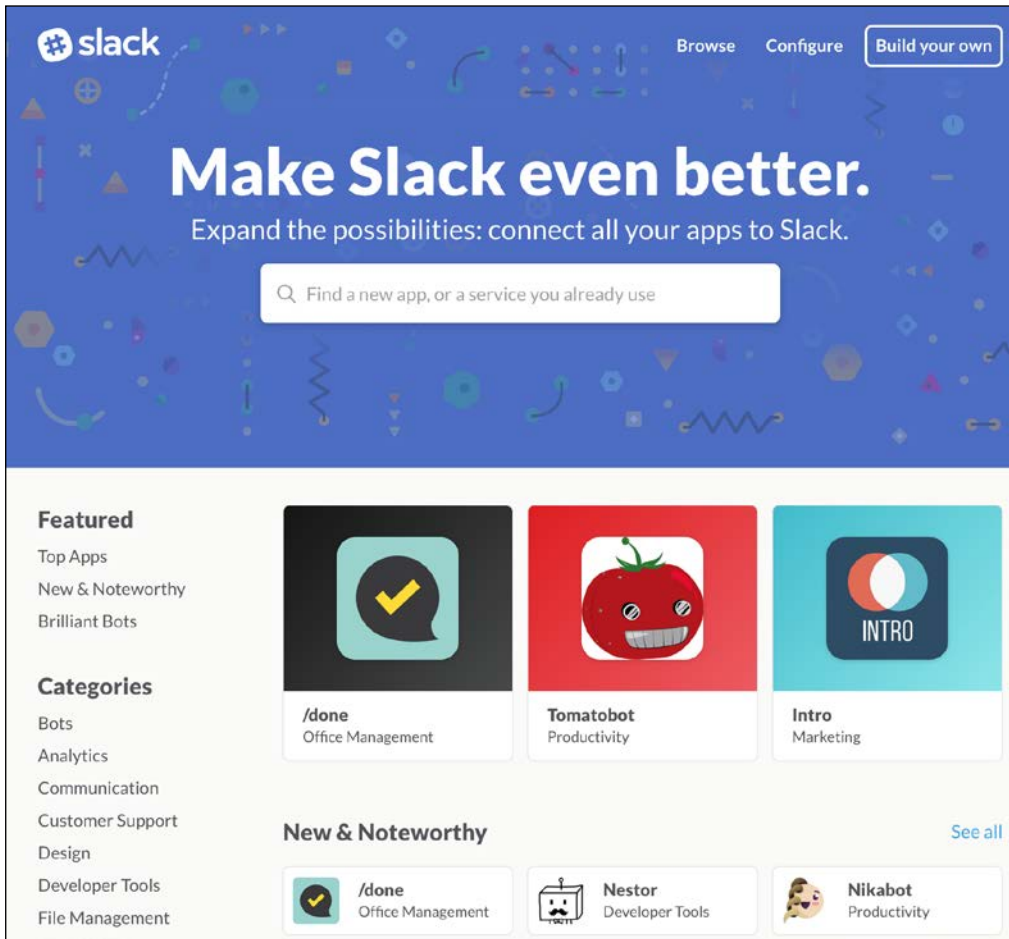 slack
Browse Configure Build your own
Make Slack even better.
Expand the possibilities: connect all your apps to Slack.
Find a new app, or a service you already use
Featured
Top Apps
New & Noteworthy
Brilliant Bots
Categories
Bots
Analytics
Communication
Customer Support
Design
Developer Tools
File Management
INTRO
/done
Office Management
Tomatobot
Productivity
Intro
Marketing
New & Noteworthy
See all
/done
Office Management
Nestor
Developer Tools
Nikabot
Productivity